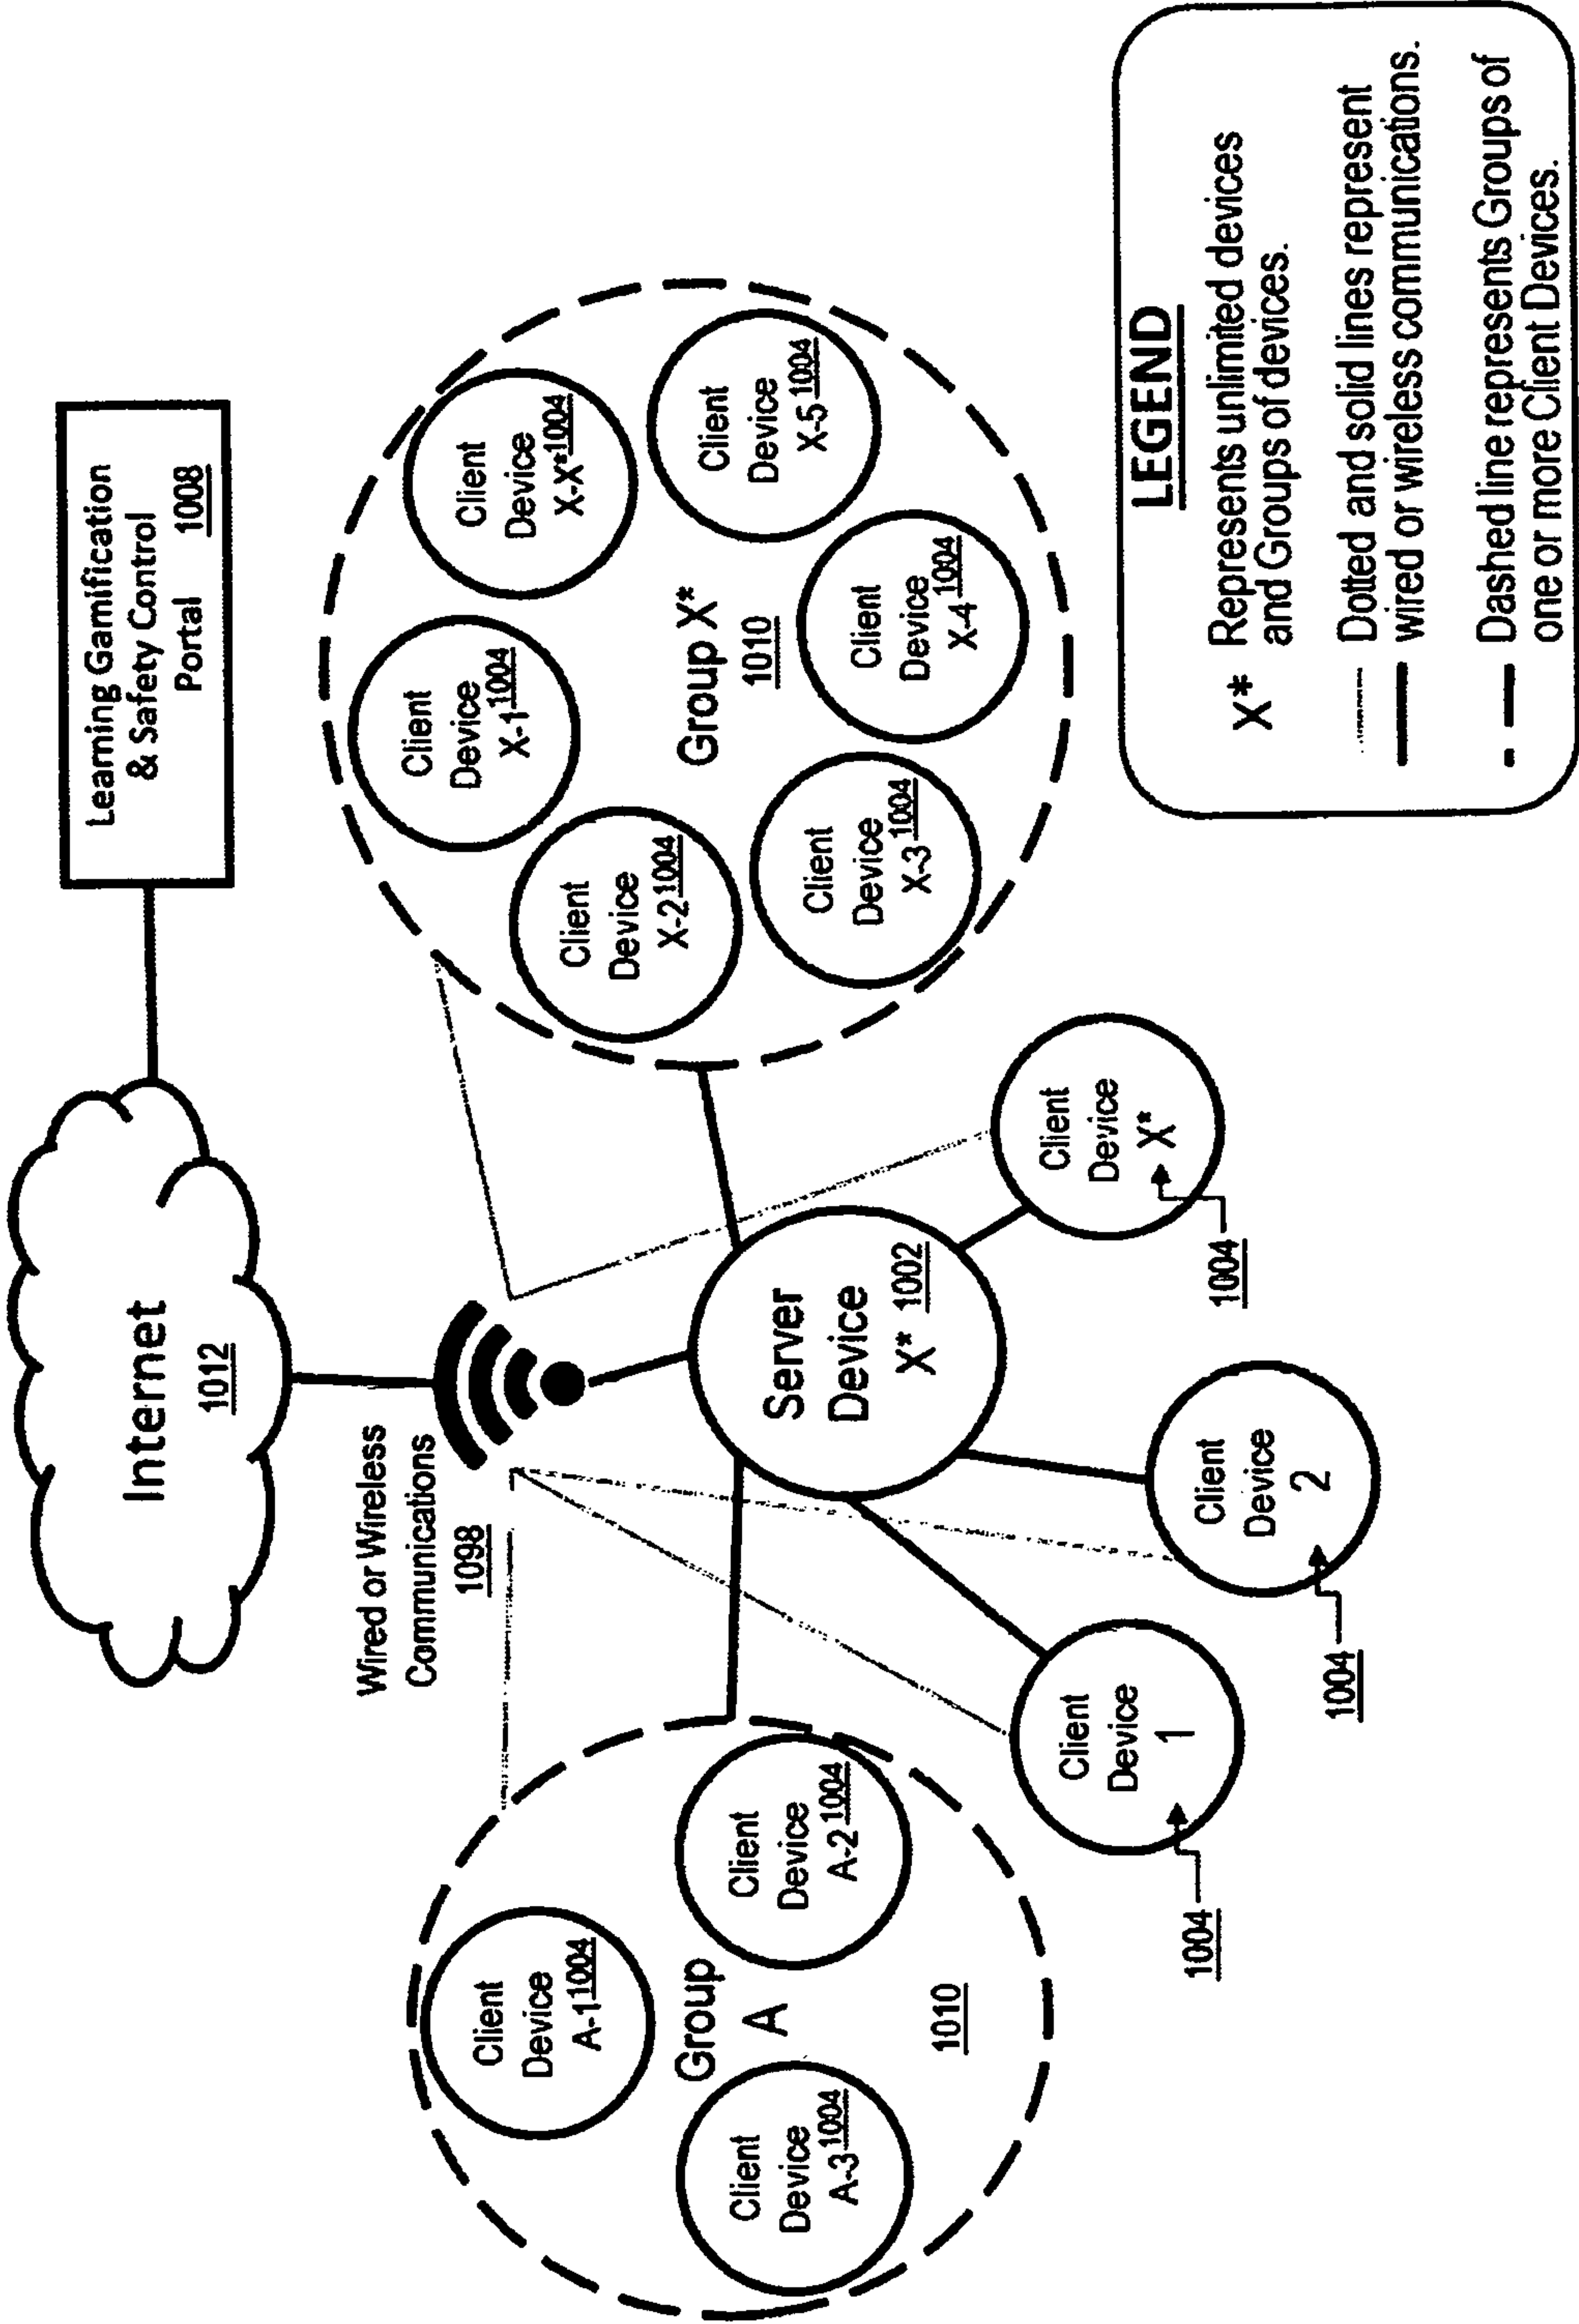 Internet
1012
Learning Gamification
& Safety Control
Portal 1008
Wired or Wireless
Communications
1098
Group
A
1010
Client
Device
A-1 1004
Client
Device
A-2 1004
Client
Device
A-3 1004
Server
Device
X* 1002
Client
Device
1
1004
Client
Device
2
1004
Client
Device
X*
1004
Group X*
1010
Client
Device
X-1 1004
Client
Device
X-2 1004
Client
Device
X-3 1004
Client
Device
X-4 1004
Client
Device
X-5 1004
Client
Device
X-X* 1004
LEGEND
X* Represents unlimited devices
and Groups of devices.
Dotted and solid lines represent
wired or wireless communications.
Dashed line represents Groups of
one or more Client Devices.